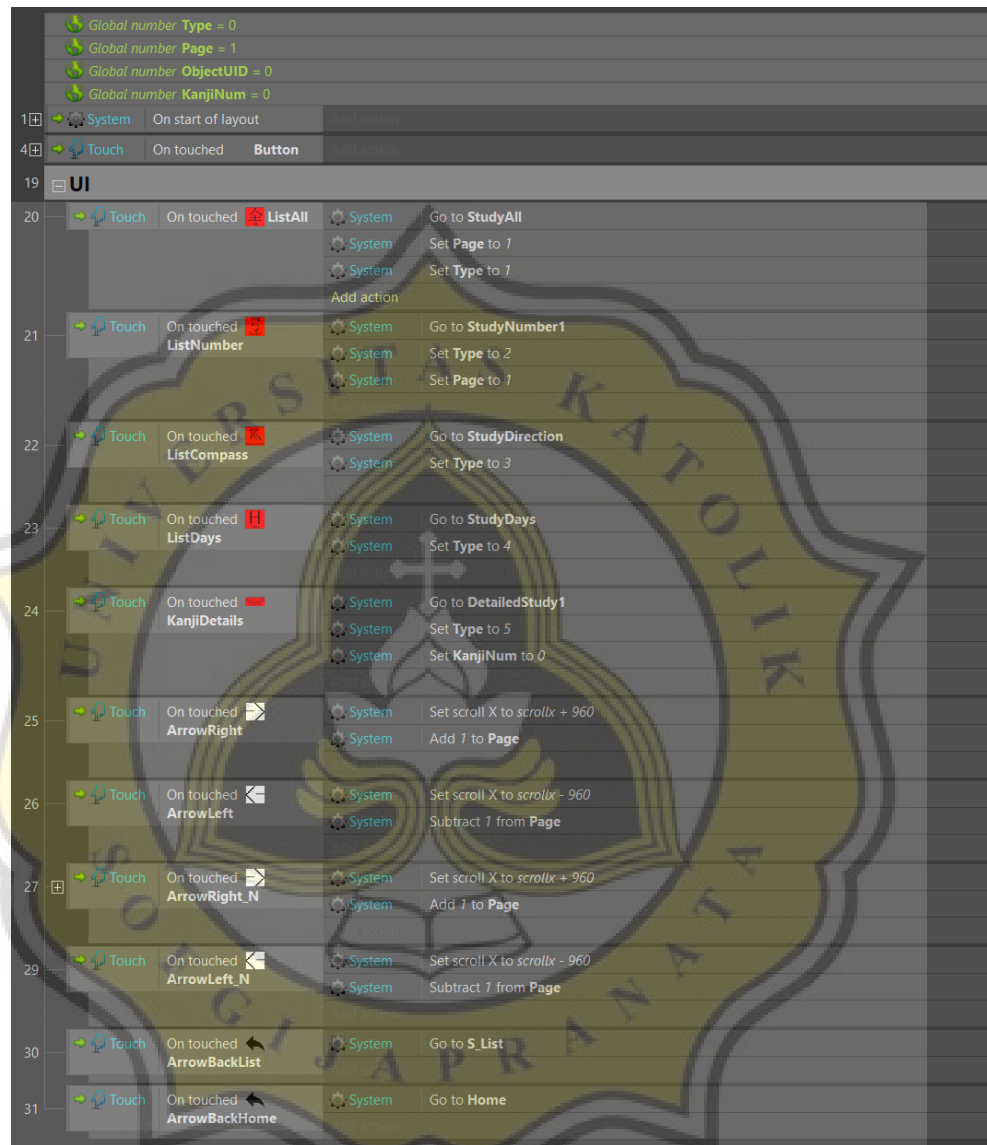 Global number Type = 0
Global number Page = 1
Global number ObjectUID = 0
Global number KanjiNum = 0
1 System On start of layout Add action
4 Touch On touched Button Add action
19 UI
20 Touch On touched 全 ListAll System Go to StudyAll
System Set Page to 1
System Set Type to 1
Add action
21 Touch On touched System Go to StudyNumber1
ListNumber
System Set Type to 2
System Set Page to 1
22 Touch On touched System Go to StudyDirection
ListCompass
System Set Type to 3
23 Touch On touched System Go to StudyDays
ListDays
System Set Type to 4
Add action
24 Touch On touched System Go to DetailedStudy1
KanjiDetails
System Set Type to 5
System Set KanjiNum to 0
25 Touch On touched System Set scroll X to scrollx + 960
ArrowRight
System Add 1 to Page
26 Touch On touched System Set scroll X to scrollx - 960
ArrowLeft
System Subtract 1 from Page
27 Touch On touched System Set scroll X to scrollx + 960
ArrowRight_N
System Add 1 to Page
Add action
29 Touch On touched System Set scroll X to scrollx - 960
ArrowLeft_N
System Subtract 1 from Page
30 Touch On touched System Go to S_List
ArrowBackList
31 Touch On touched System Go to Home
ArrowBackHome
Add action
UNIVERSITAS KATOLIK
SOEGIJAPRANATA